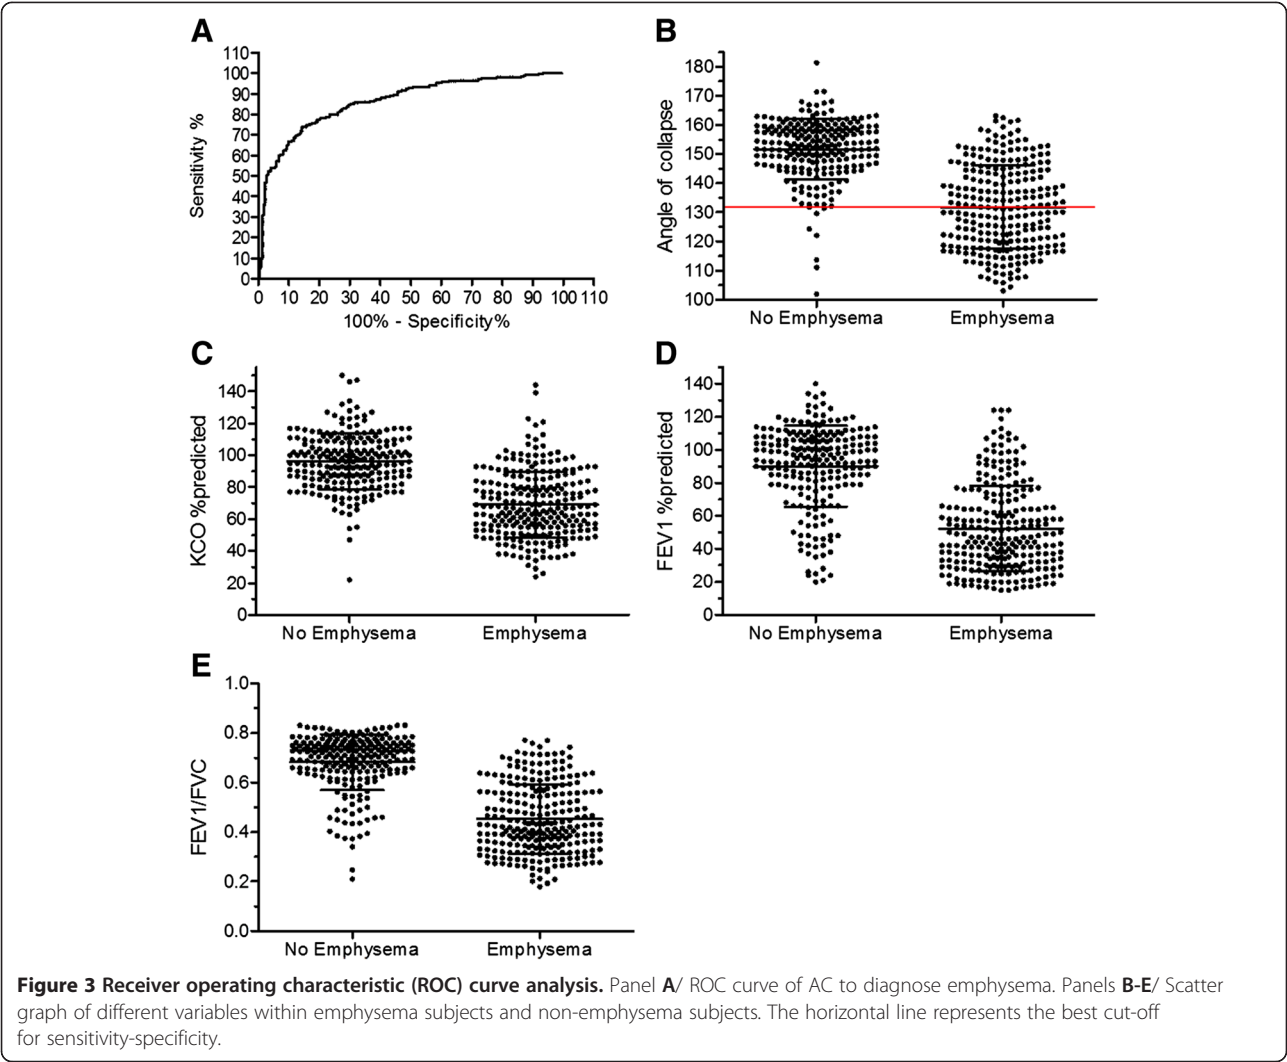 A
110
100
90
80
70
60
50
40
30
20
10
0
Sensitivity %
0 10 20 30 40 50 60 70 80 90 100 110
100% - Specificity%
B
180
170
160
150
140
130
120
110
100
Angle of collapse
No Emphysema Emphysema
C
140
120
100
80
60
40
20
0
KCO %predicted
No Emphysema Emphysema
D
140
120
100
80
60
40
20
0
FEV1 %predicted
No Emphysema Emphysema
E
1.0
0.8
0.6
0.4
0.2
0.0
FEV1/FVC
No Emphysema Emphysema
Figure 3 Receiver operating characteristic (ROC) curve analysis. Panel A/ ROC curve of AC to diagnose emphysema. Panels B-E/ Scatter
graph of different variables within emphysema subjects and non-emphysema subjects. The horizontal line represents the best cut-off
for sensitivity-specificity.